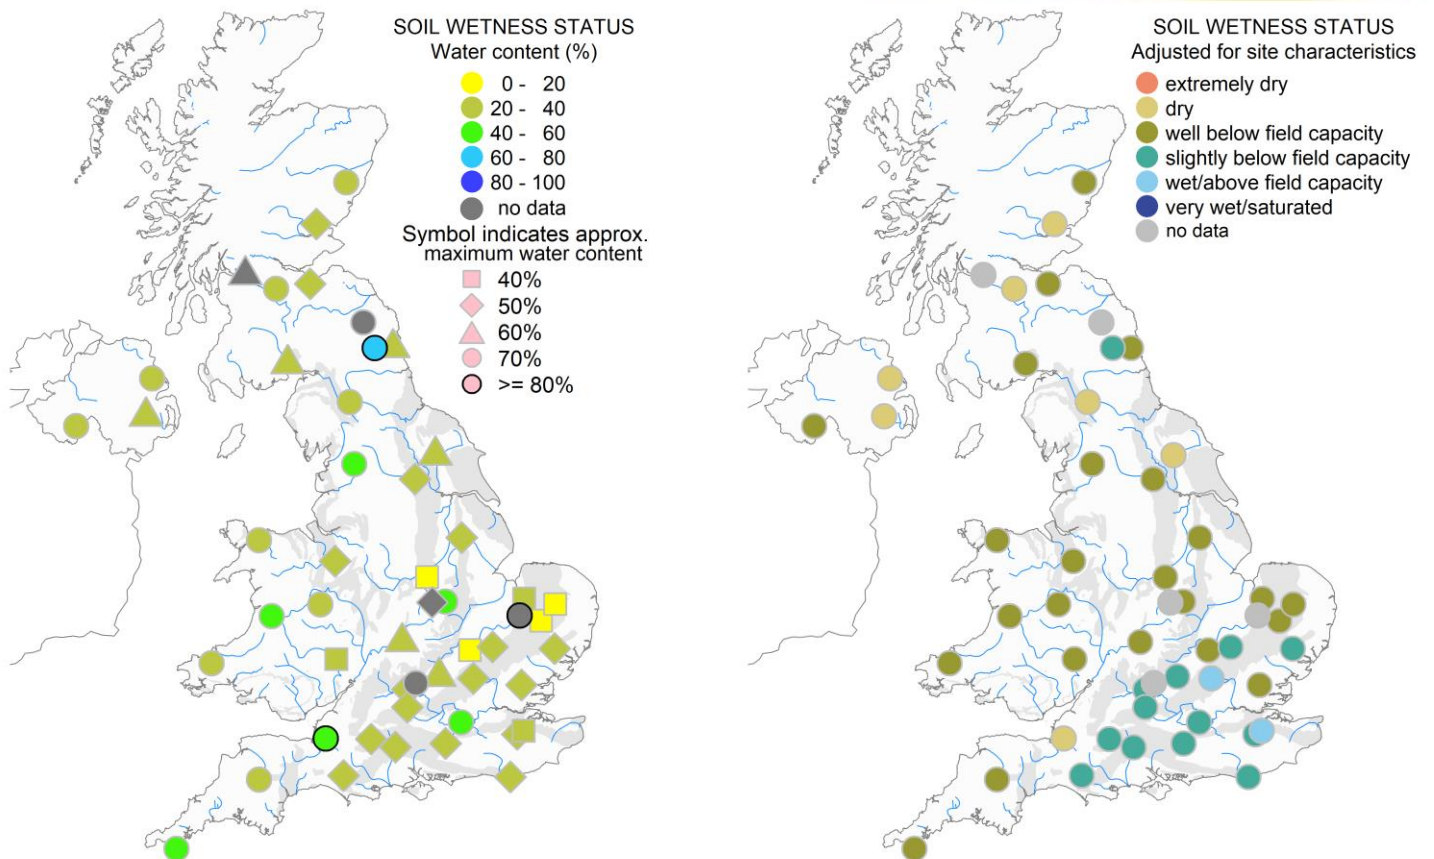 SOIL WETNESS STATUS
Water content (%)
0 - 20
20 - 40
40 - 60
60 - 80
80 - 100
no data
Symbol indicates approx.
maximum water content
40%
50%
60%
70%
>= 80%
SOIL WETNESS STATUS
Adjusted for site characteristics
extremely dry
dry
well below field capacity
slightly below field capacity
wet/above field capacity
very wet/saturated
no data